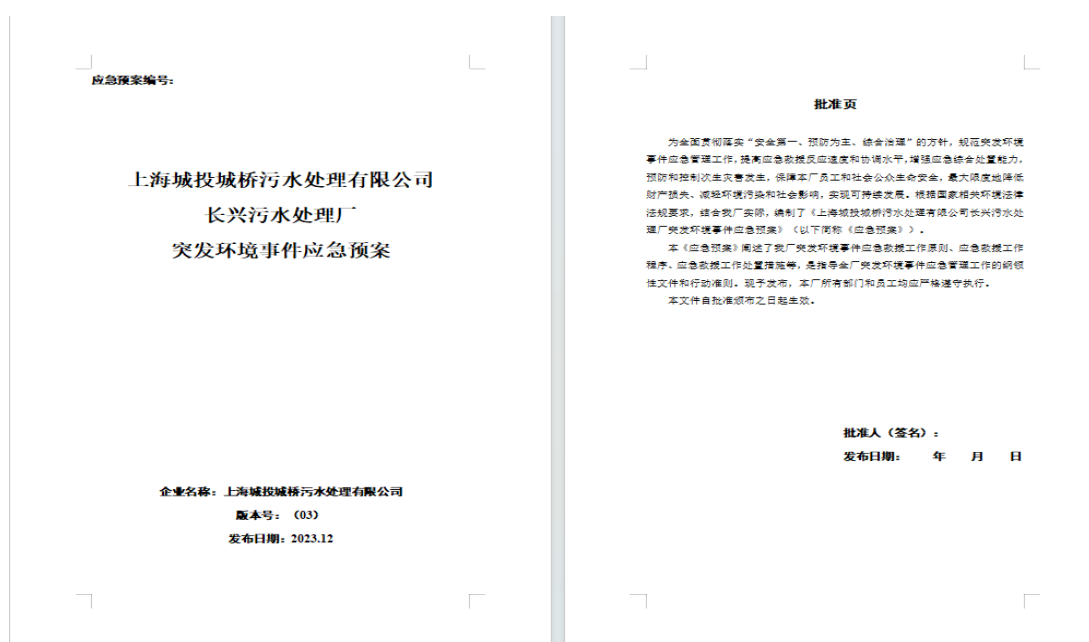 应急预案编号:
上海城投城桥污水处理有限公司
长兴污水处理厂
突发环境事件应急预案
企业名称：上海城投城桥污水处理有限公司
版本号：（03）
发布日期：2023.12
批准页
为全面贯彻落实“安全第一、预防为主、综合治理”的方针，规范突发环境
事件应急管理工作，提高应急救援反应速度和协调水平，增强应急综合处置能力，
预防和控制次生灾害发生，保障本厂员工和社会公众生命安全，最大限度地降低
财产损失、减轻环境污染和社会影响，实现可持续发展。根据国家相关环境法律
法规要求，结合我厂实际，编制了《上海城投城桥污水处理有限公司长兴污水处
理厂突发环境事件应急预案》（以下简称《应急预案》）。
本《应急预案》阐述了我厂突发环境事件应急救援工作原则、应急救援工作
程序、应急救援工作处置措施等，是指导全厂突发环境事件应急管理工作的纲领
性文件和行动准则。现予发布，本厂所有部门和员工均应严格遵守执行。
本文件自批准颁布之日起生效。
批准人（签名）：
发布日期： 年 月 日